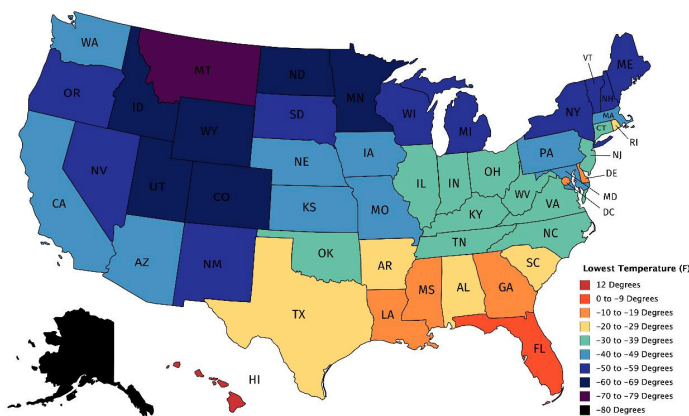 WA
MT
ND
MN
ME
VT
NH
OR
ID
SD
WI
MI
NY
MA
CT
RI
WY
NE
IA
PA
NJ
NV
UT
CO
IL
IN
OH
DE
MD
DC
CA
KS
MO
KY
WV
VA
AZ
NM
OK
TN
NC
AR
SC
MS
AL
GA
TX
LA
FL
HI
Lowest Temperature (F)
12 Degrees
0 to -9 Degrees
-10 to -19 Degrees
-20 to -29 Degrees
-30 to -39 Degrees
-40 to -49 Degrees
-50 to -59 Degrees
-60 to -69 Degrees
-70 to -79 Degrees
-80 Degrees